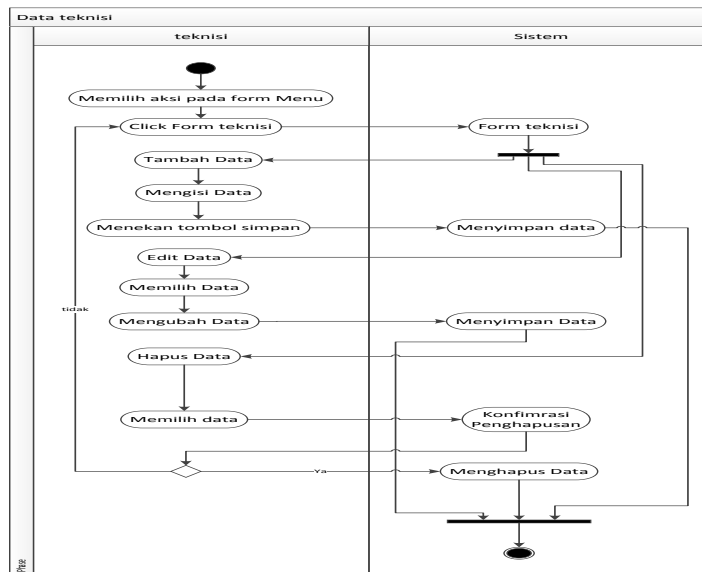 Data teknisi
teknisi
Sistem
Memilih aksi pada form Menu
Click Form teknisi
Form teknisi
Tambah Data
Mengisi Data
Menekan tombol simpan
Menyimpan data
Edit Data
Memilih Data
tidak
Mengubah Data
Menyimpan Data
Hapus Data
Memilih data
Konfimrasi
Penghapusan
Ya
Menghapus Data
Phase